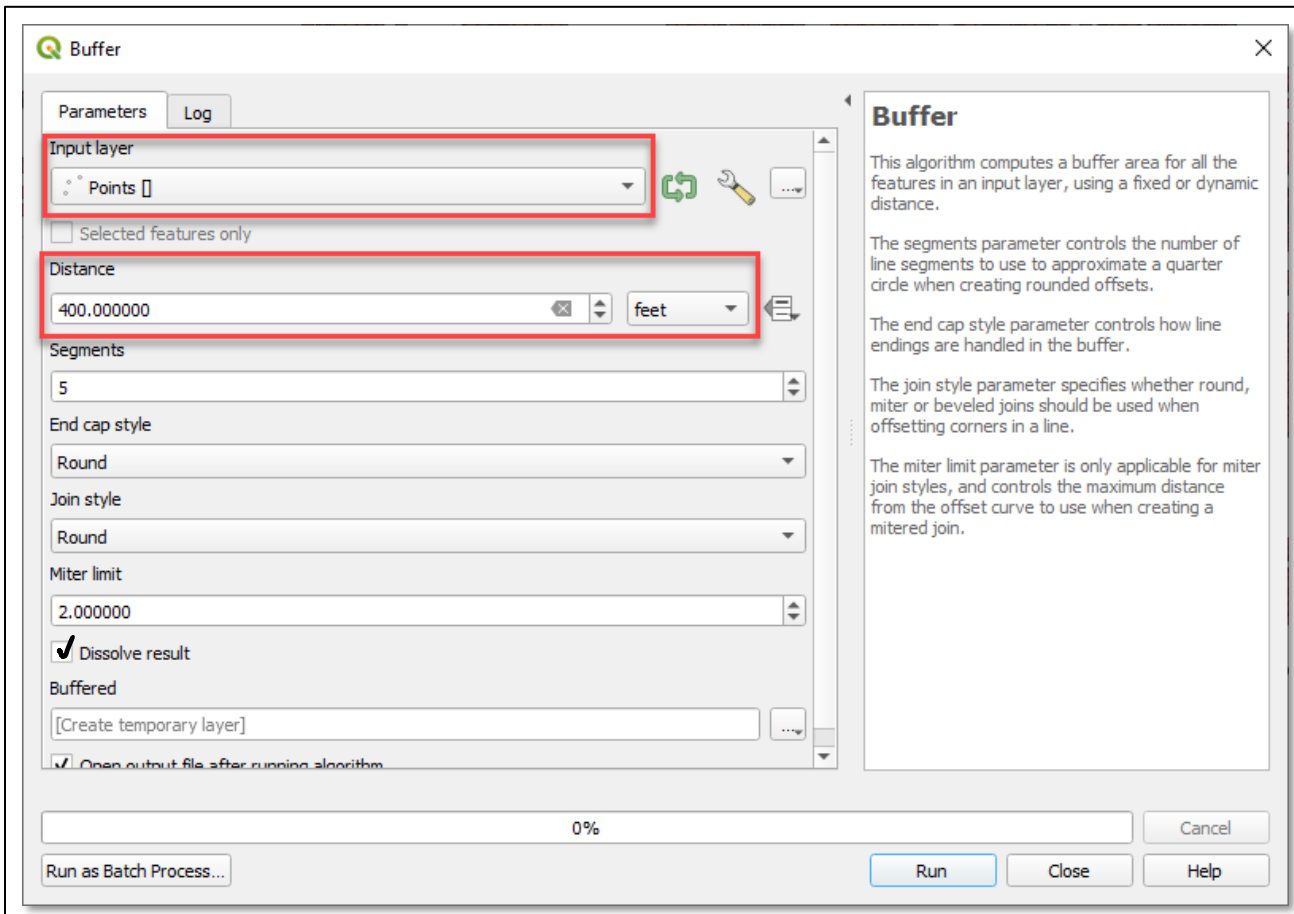 Buffer
Parameters
Log
Input layer
Points []
...
Selected features only
Distance
400.000000
feet
Segments
5
End cap style
Round
Join style
Round
Miter limit
2.000000
Dissolve result
Buffered
[Create temporary layer]
...
Open output file after running algorithm
Buffer
This algorithm computes a buffer area for all the
features in an input layer, using a fixed or dynamic
distance.
The segments parameter controls the number of
line segments to use to approximate a quarter
circle when creating rounded offsets.
The end cap style parameter controls how line
endings are handled in the buffer.
The join style parameter specifies whether round,
miter or beveled joins should be used when
offsetting corners in a line.
The miter limit parameter is only applicable for miter
join styles, and controls the maximum distance
from the offset curve to use when creating a
mitered join.
0%
Cancel
Run as Batch Process...
Run
Close
Help